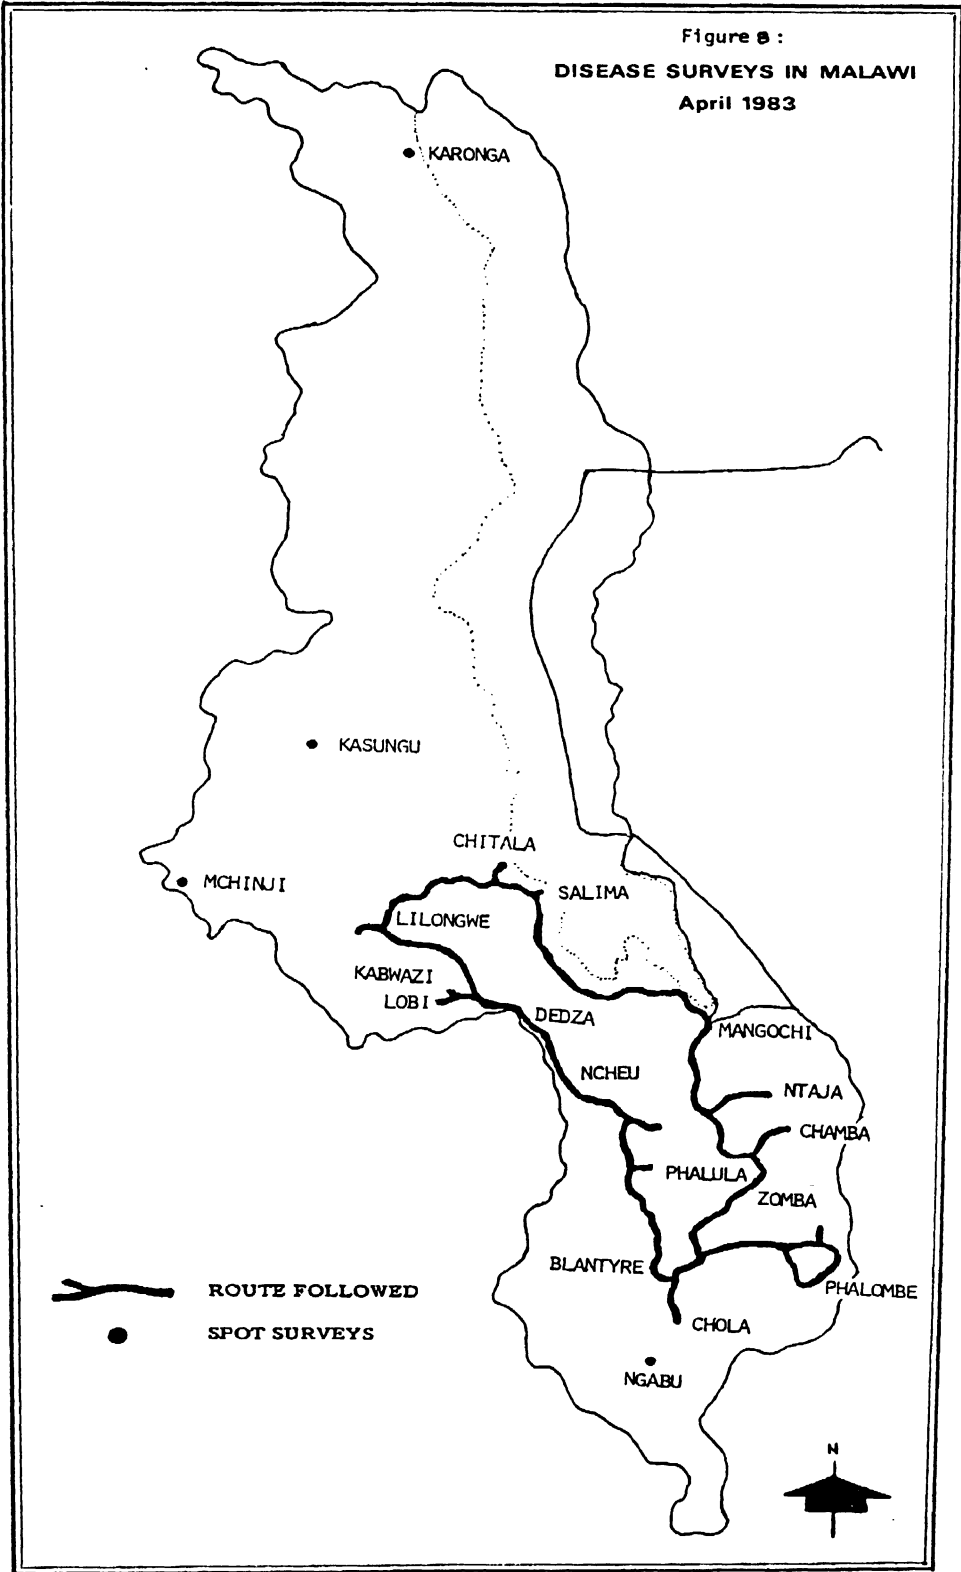 Figure 8 :
DISEASE SURVEYS IN MALAWI
April 1983
KARONGA
KASUNGU
CHITALA
MCHINJI
SALIMA
LILONGWE
KABWAZI
LOBI
DEDZA
MANGOCHI
NCHEU
NTAJA
CHAMBA
PHALULA
ZOMBA
BLANTYRE
PHALOMBE
ROUTE FOLLOWED
CHOLA
SPOT SURVEYS
NGABU
N